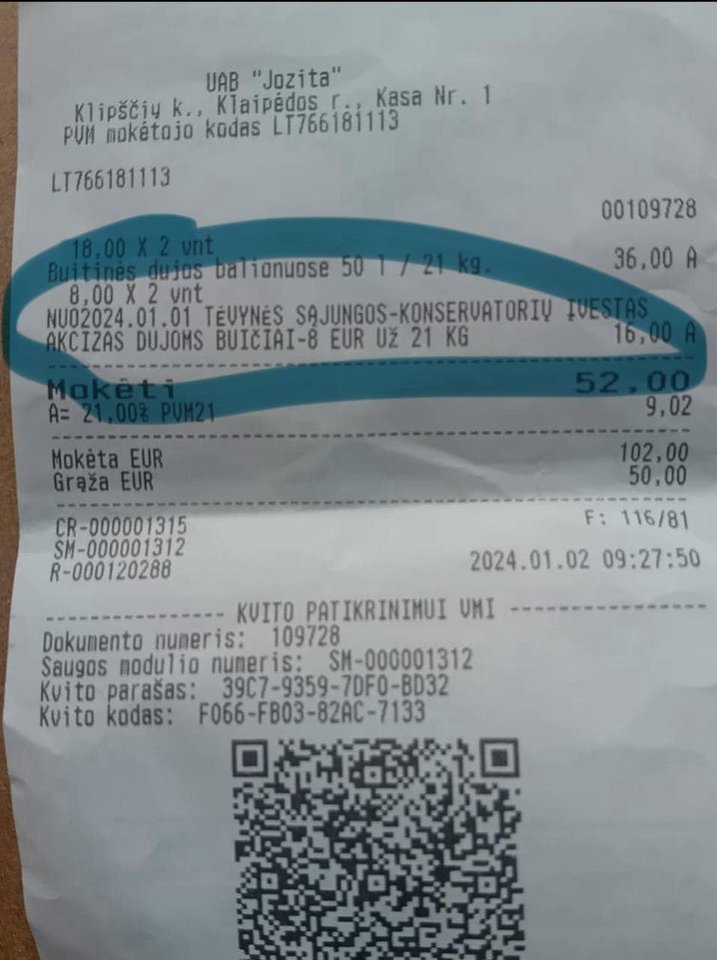 UAB "Jozita"
Klipščių k., Klaipėdos r., Kasa Nr. 1
PVM mokėtojo kodas LT766181113
LT766181113
00109728
18,00 X 2 vnt
Buitinės dujos balionuose 50 l / 21 kg. 36,00 A
8,00 X 2 vnt
NUO2024.01.01 TĖVYNĖS SĄJUNGOS-KONSERVATORIŲ ĮVESTAS
AKCIZAS DUJOMS BUIČIAI-8 EUR UŽ 21 KG 16,00 A
Mokėti 52,00
A= 21,00% PVM21 9,02
Mokėta EUR 102,00
Grąža EUR 50,00
CR-000001315 F: 116/81
SM-000001312
R-000120288 2024.01.02 09:27:50
KVITO PATIKRINIMUI VMI
Dokumento numeris: 109728
Saugos modulio numeris: SM-000001312
Kvito parašas: 39C7-9359-7DF0-BD32
Kvito kodas: F066-FB03-82AC-7133